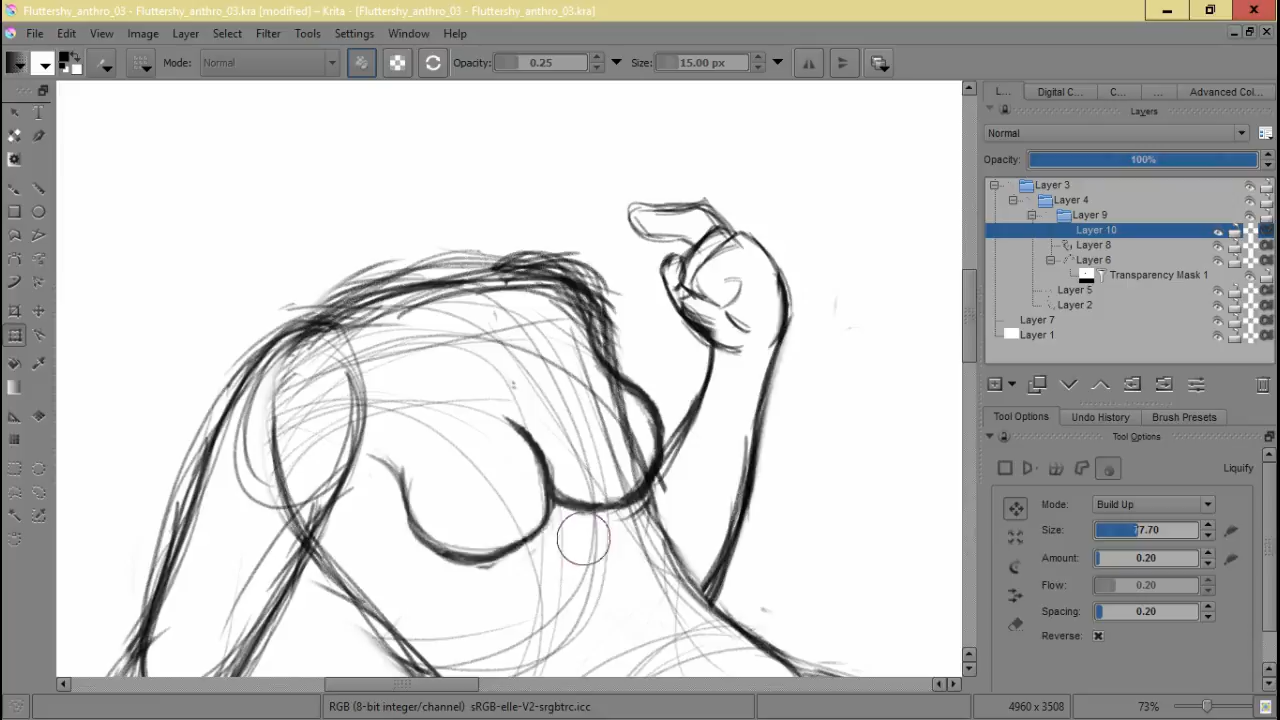 Fluttershy_anthro_03 - Fluttershy_anthro_03.kra [modified] – Krita - [Fluttershy_anthro_03 - Fluttershy_anthro_03.kra]
File Edit View Image Layer Select Filter Tools Settings Window Help
Mode: Normal Opacity: 0.25 Size: 15.00 px
L... Digital C... C... ... Advanced Col...
Layers
Normal
Opacity: 100%
Layer 3
Layer 4
Layer 9
Layer 10
Layer 8
Layer 6
Transparency Mask 1
Layer 5
Layer 2
Layer 7
Layer 1
Tool Options Undo History Brush Presets
Tool Options
Liquify
Mode: Build Up
Size: 77.70
Amount: 0.20
Flow: 0.20
Spacing: 0.20
Reverse:
RGB (8-bit integer/channel) sRGB-elle-V2-srgbtrc.icc 4960 x 3508 73%